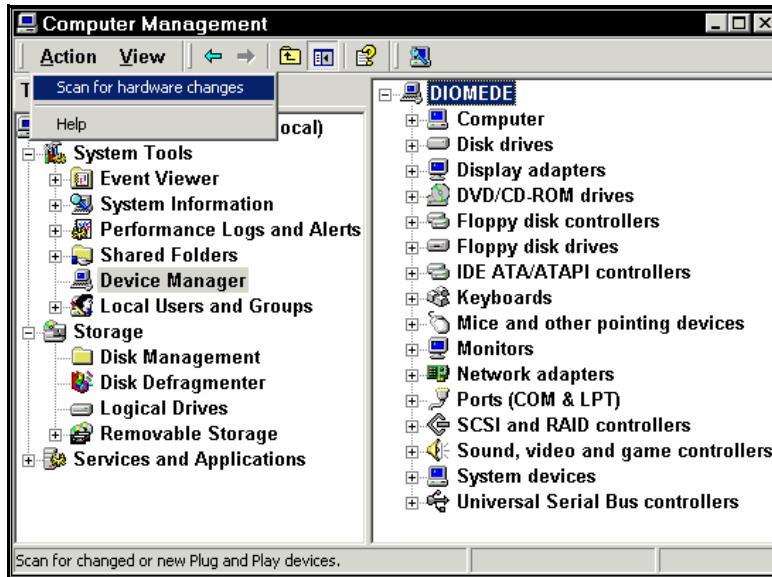 Computer Management
Action View
Scan for hardware changes
T
Help
ocal)
System Tools
Event Viewer
System Information
Performance Logs and Alerts
Shared Folders
Device Manager
Local Users and Groups
Storage
Disk Management
Disk Defragmenter
Logical Drives
Removable Storage
Services and Applications
DIOMEDE
Computer
Disk drives
Display adapters
DVD/CD-ROM drives
Floppy disk controllers
Floppy disk drives
IDE ATA/ATAPI controllers
Keyboards
Mice and other pointing devices
Monitors
Network adapters
Ports (COM & LPT)
SCSI and RAID controllers
Sound, video and game controllers
System devices
Universal Serial Bus controllers
Scan for changed or new Plug and Play devices.